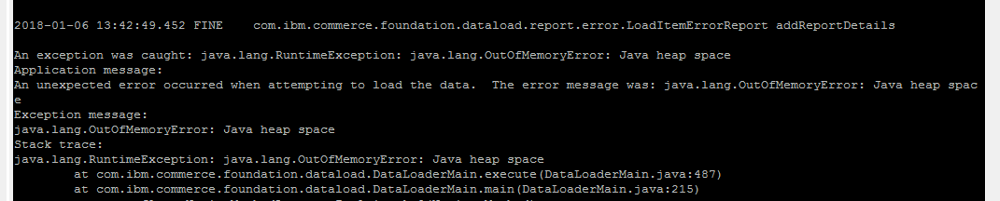 2018-01-06 13:42:49.452 FINE    com.ibm.commerce.foundation.dataload.report.error.LoadItemErrorReport addReportDetails
An exception was caught: java.lang.RuntimeException: java.lang.OutOfMemoryError: Java heap space
Application message:
An unexpected error occurred when attempting to load the data.  The error message was: java.lang.OutOfMemoryError: Java heap spac
e
Exception message:
java.lang.OutOfMemoryError: Java heap space
Stack trace:
java.lang.RuntimeException: java.lang.OutOfMemoryError: Java heap space
        at com.ibm.commerce.foundation.dataload.DataLoaderMain.execute(DataLoaderMain.java:487)
        at com.ibm.commerce.foundation.dataload.DataLoaderMain.main(DataLoaderMain.java:215)